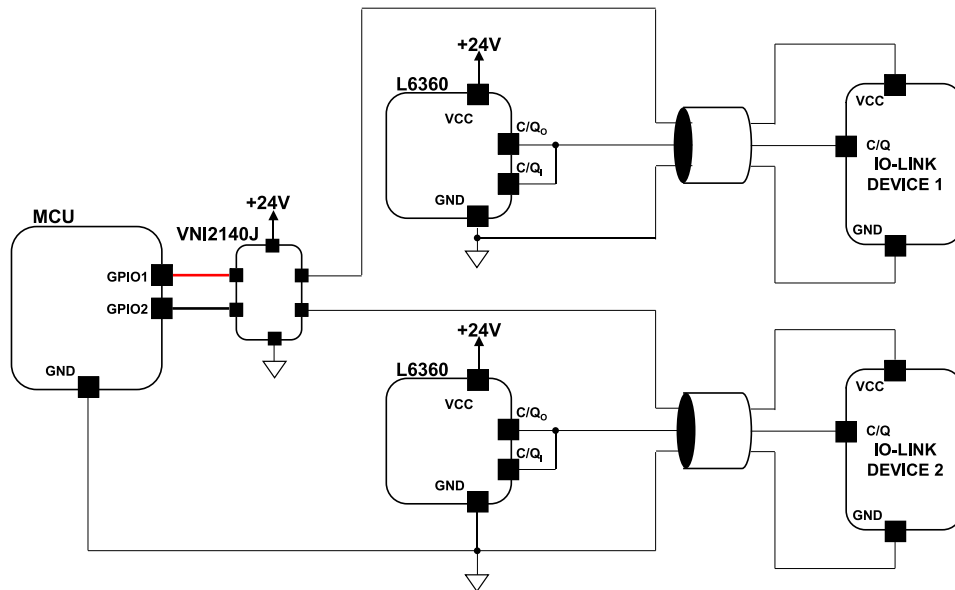 +24V
L6360
VCC
C/Qo
C/QI
GND
VCC
C/Q
IO-LINK
DEVICE 1
GND
MCU
GPIO1
GPIO2
GND
+24V
VNI2140J
+24V
L6360
VCC
C/Qo
C/QI
GND
VCC
C/Q
IO-LINK
DEVICE 2
GND